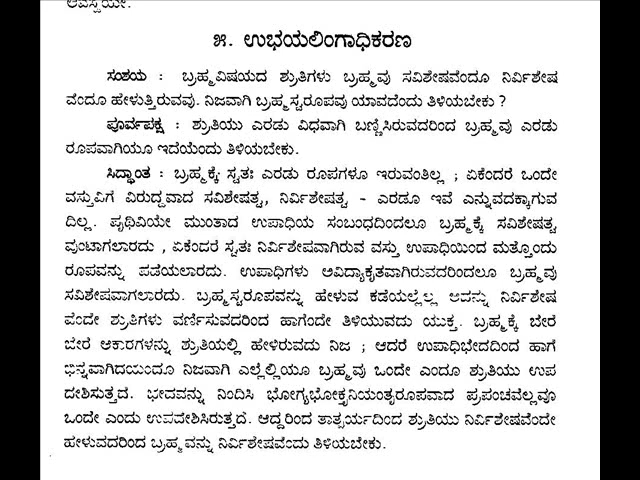 ಅವಸ್ಥೆಯೇ.
೫. ಉಭಯಲಿಂಗಾಧಿಕರಣ
ಸಂಶಯ : ಬ್ರಹ್ಮವಿಷಯದ ಶ್ರುತಿಗಳು ಬ್ರಹ್ಮವು ಸವಿಶೇಷವೆಂದೂ ನಿರ್ವಿಶೇಷ
ವೆಂದೂ ಹೇಳುತ್ತಿರುವವು. ನಿಜವಾಗಿ ಬ್ರಹ್ಮಸ್ವರೂಪವು ಯಾವದೆಂದು ತಿಳಿಯಬೇಕು ?
ಪೂರ್ವಪಕ್ಷ : ಶ್ರುತಿಯು ಎರಡು ವಿಧವಾಗಿ ಬಣ್ಣಿಸಿರುವದರಿಂದ ಬ್ರಹ್ಮವು ಎರಡು
ರೂಪವಾಗಿಯೂ ಇದೆಯೆಂದು ತಿಳಿಯಬೇಕು.
ಸಿದ್ಧಾಂತ : ಬ್ರಹ್ಮಕ್ಕೆ ಸ್ವತಃ ಎರಡು ರೂಪಗಳೂ ಇರುವಂತಿಲ್ಲ ; ಏಕೆಂದರೆ ಒಂದೇ
ವಸ್ತುವಿಗೆ ವಿರುದ್ಧವಾದ ಸವಿಶೇಷತ್ವ, ನಿರ್ವಿಶೇಷತ್ವ – ಎರಡೂ ಇವೆ ಎನ್ನುವದಕ್ಕಾಗುವ
ದಿಲ್ಲ. ಪೃಥಿವಿಯೇ ಮುಂತಾದ ಉಪಾಧಿಯ ಸಂಬಂಧದಿಂದಲೂ ಬ್ರಹ್ಮಕ್ಕೆ ಸವಿಶೇಷತ್ವ
ವುಂಟಾಗಲಾರದು , ಏಕೆಂದರೆ ಸ್ವತಃ ನಿರ್ವಿಶೇಷವಾಗಿರುವ ವಸ್ತು ಉಪಾಧಿಯಿಂದ ಮತ್ತೊಂದು
ರೂಪವನ್ನು ಪಡೆಯಲಾರದು. ಉಪಾಧಿಗಳು ಅವಿದ್ಯಾಕೃತವಾಗಿರುವದರಿಂದಲೂ ಬ್ರಹ್ಮವು
ಸವಿಶೇಷವಾಗಲಾರದು. ಬ್ರಹ್ಮಸ್ವರೂಪವನ್ನು ಹೇಳುವ ಕಡೆಯಲ್ಲೆಲ್ಲ ಅದನ್ನು ನಿರ್ವಿಶೇಷ
ವೆಂದೇ ಶ್ರುತಿಗಳು ವರ್ಣಿಸುವದರಿಂದ ಹಾಗೆಂದೇ ತಿಳಿಯುವದು ಯುಕ್ತ. ಬ್ರಹ್ಮಕ್ಕೆ ಬೇರೆ
ಬೇರೆ ಆಕಾರಗಳನ್ನು ಶ್ರುತಿಯಲ್ಲಿ ಹೇಳಿರುವದು ನಿಜ ; ಆದರೆ ಉಪಾಧಿಭೇದದಿಂದ ಹಾಗೆ
ಭಿನ್ನವಾಗಿದೆಯೆಂದೂ ನಿಜವಾಗಿ ಎಲ್ಲೆಲ್ಲಿಯೂ ಬ್ರಹ್ಮವು ಒಂದೇ ಎಂದೂ ಶ್ರುತಿಯು ಉಪ
ದೇಶಿಸುತ್ತದೆ. ಭೇದವನ್ನು ನಿಂದಿಸಿ ಭೋಗ್ಯಭೋಕ್ತೃನಿಯಂತೃರೂಪವಾದ ಪ್ರಪಂಚವೆಲ್ಲವೂ
ಒಂದೇ ಎಂದು ಉಪದೇಶಿಸಿರುತ್ತದೆ. ಆದ್ದರಿಂದ ತಾತ್ಪರ್ಯದಿಂದ ಶ್ರುತಿಯು ನಿರ್ವಿಶೇಷವೆಂದೇ
ಹೇಳುವದರಿಂದ ಬ್ರಹ್ಮವನ್ನು ನಿರ್ವಿಶೇಷವೆಂದು ತಿಳಿಯಬೇಕು.